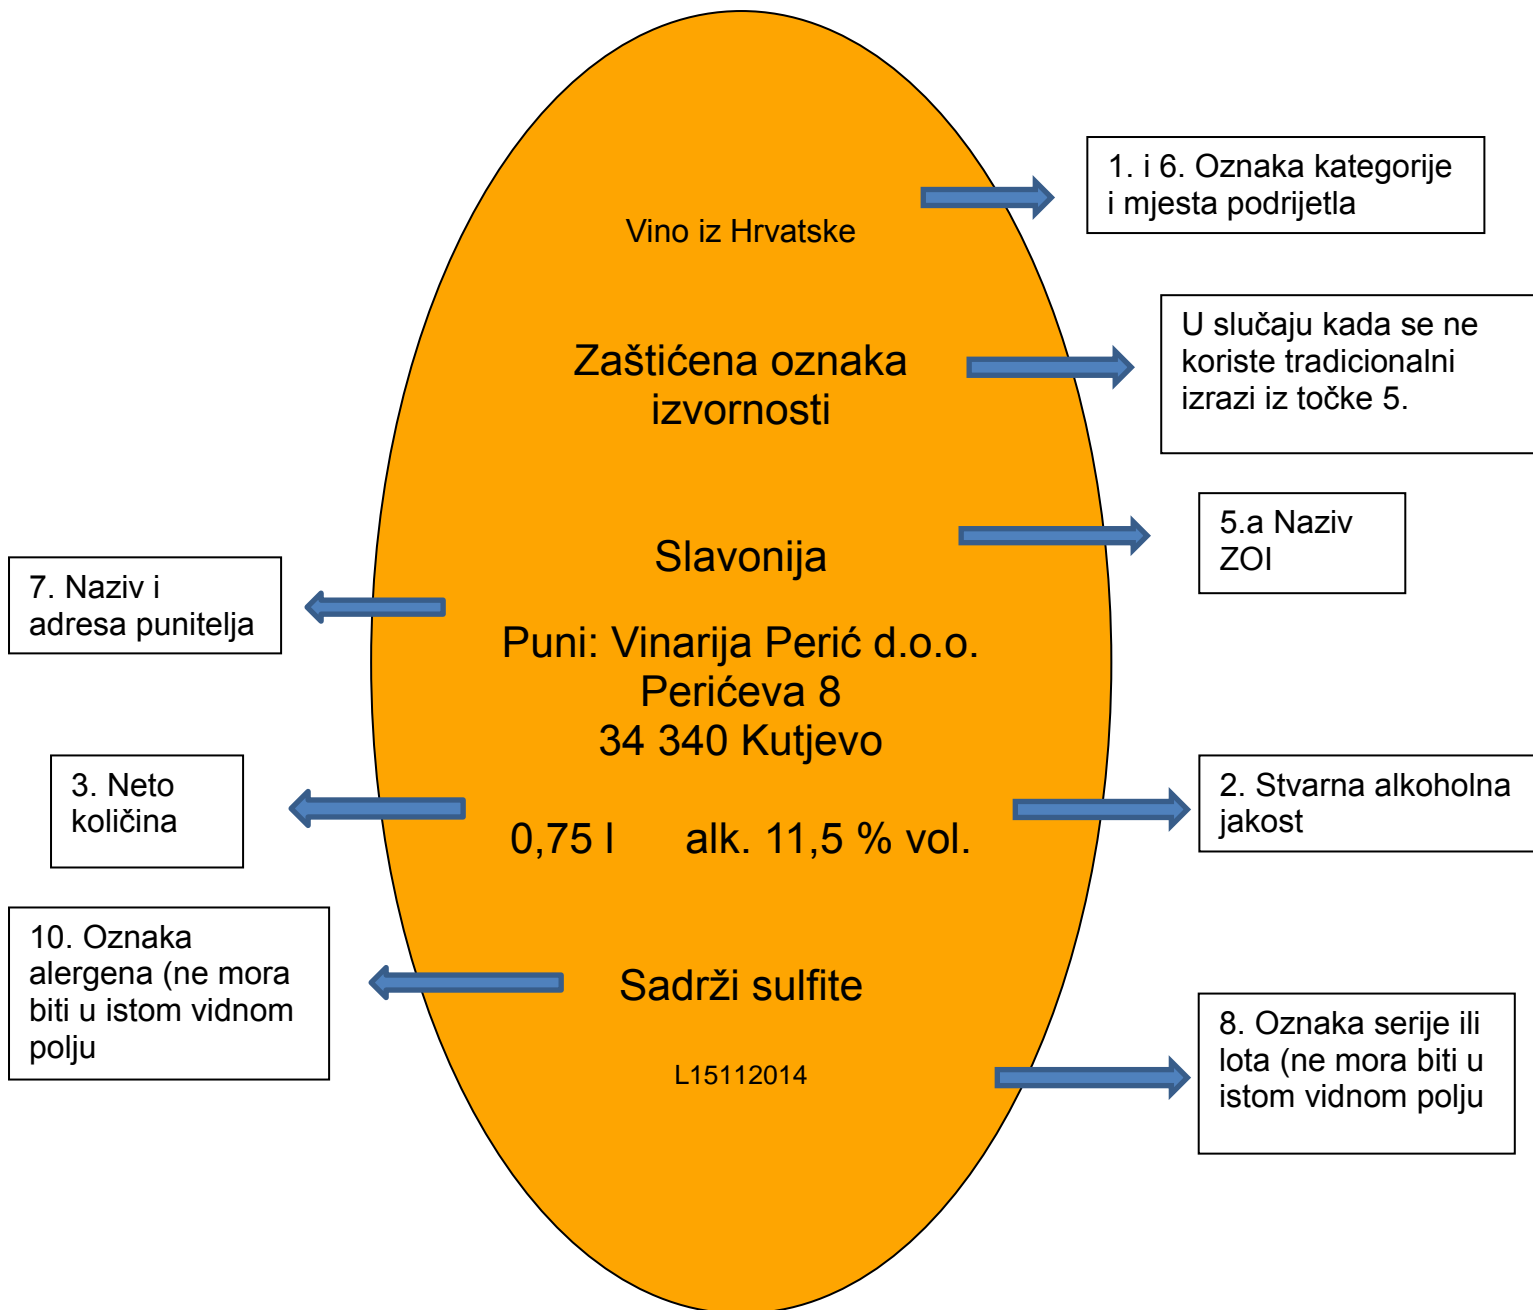 1. i 6. Oznaka kategorije
i mjesta podrijetla
Vino iz Hrvatske
U slučaju kada se ne
koriste tradicionalni
izrazi iz točke 5.
Zaštićena oznaka
izvornosti
5.a Naziv
ZOI
Slavonija
7. Naziv i
adresa punitelja
Puni: Vinarija Perić d.o.o.
Perićeva 8
34 340 Kutjevo
3. Neto
količina
2. Stvarna alkoholna
jakost
0,75 l alk. 11,5 % vol.
10. Oznaka
alergena (ne mora
biti u istom vidnom
polju
Sadrži sulfite
8. Oznaka serije ili
lota (ne mora biti u
istom vidnom polju
L15112014